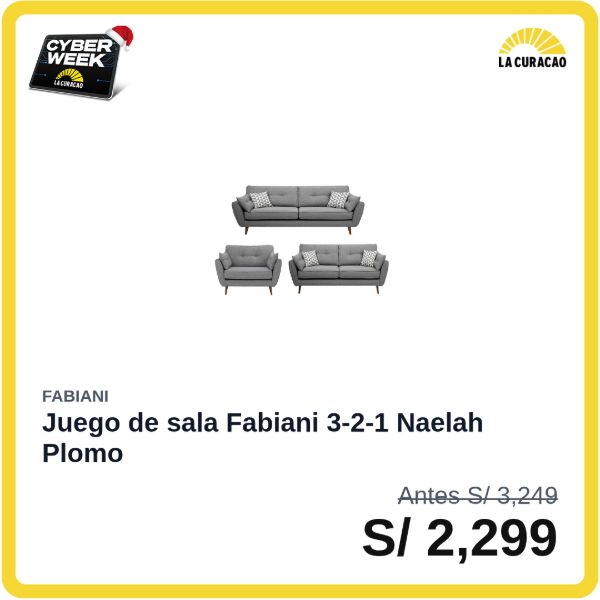 CYBER
WEEK
LA CURACAO
LA CURACAO
FABIANI
Juego de sala Fabiani 3-2-1 Naelah
Plomo
Antes S/ 3,249
S/ 2,299